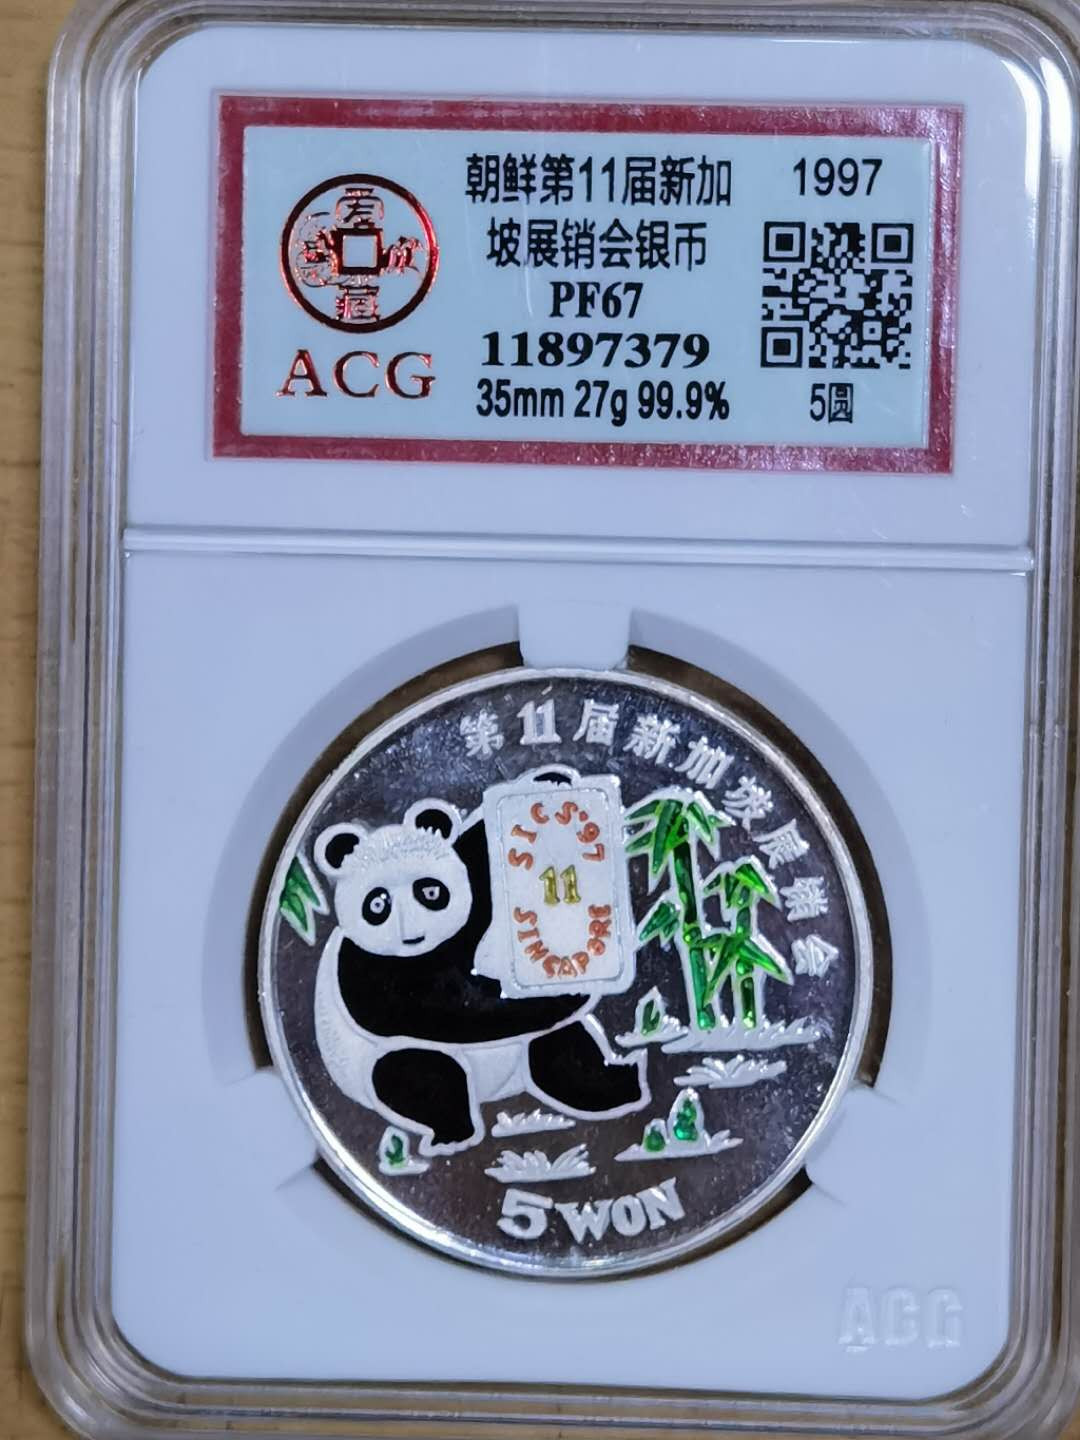 朝鲜第11届新加
坡展销会银币
PF67
11897379
35mm 27g 99.9%
1997
5圆
ACG
第11届新加坡展销会
SICS'97
11
SINGAPORE
5 WON
ACG